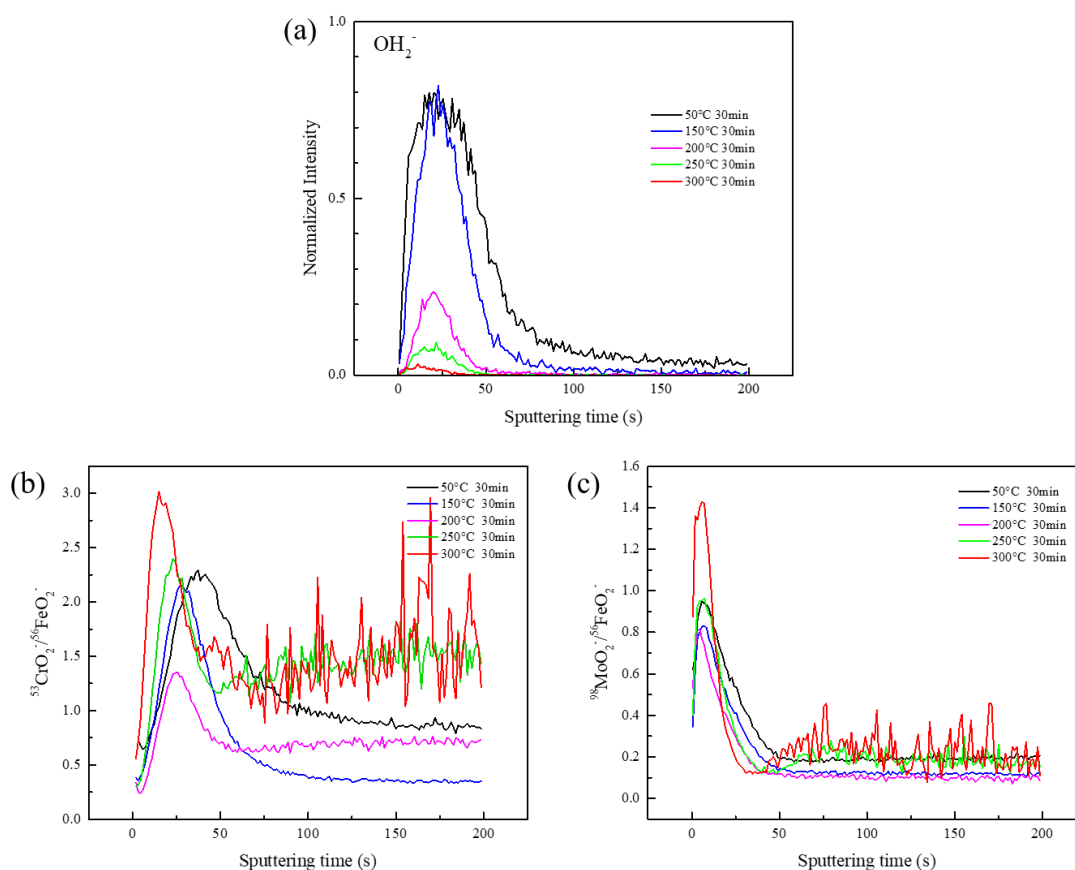 (a)
OH₂⁻
1.0
0.5
0.0
Normalized Intensity
50°C 30min
150°C 30min
200°C 30min
250°C 30min
300°C 30min
0 50 100 150 200
Sputtering time (s)
(b)
3.0
2.5
2.0
1.5
1.0
0.5
0.0
⁵³CrO₂⁻/⁵⁶FeO₂⁻
50°C 30min
150°C 30min
200°C 30min
250°C 30min
300°C 30min
0 50 100 150 200
Sputtering time (s)
(c)
1.6
1.4
1.2
1.0
0.8
0.6
0.4
0.2
0.0
⁹⁸MoO₂⁻/⁵⁶FeO₂⁻
50°C 30min
150°C 30min
200°C 30min
250°C 30min
300°C 30min
0 50 100 150 200
Sputtering time (s)